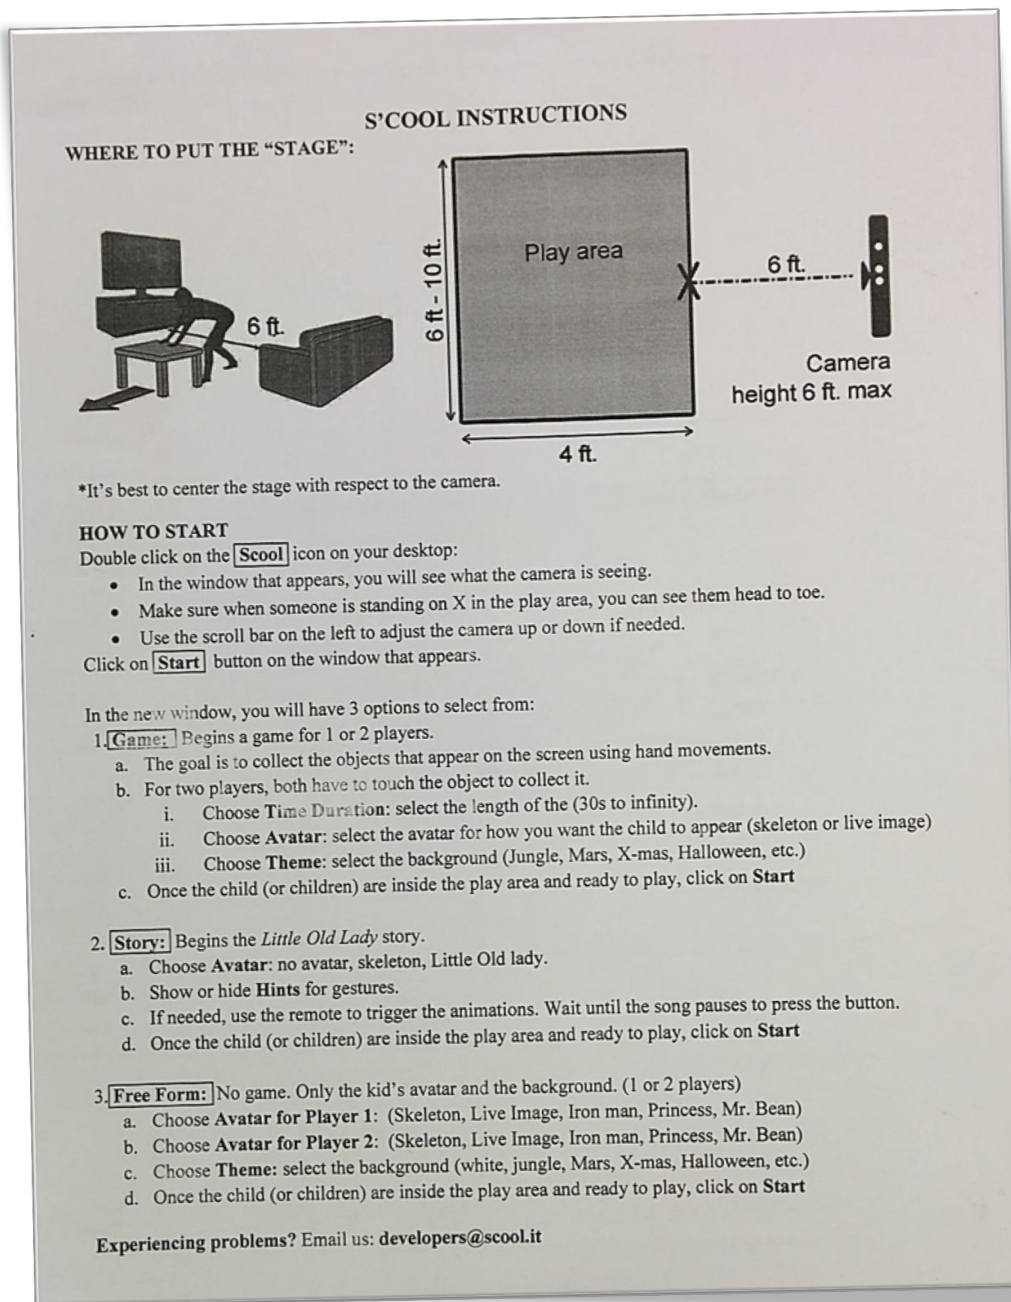 S'COOL INSTRUCTIONS
WHERE TO PUT THE “STAGE”:
6 ft.
6 ft - 10 ft.
Play area
6 ft.
Camera
height 6 ft. max
4 ft.
*It's best to center the stage with respect to the camera.
HOW TO START
Double click on the Scool icon on your desktop:
• In the window that appears, you will see what the camera is seeing.
• Make sure when someone is standing on X in the play area, you can see them head to toe.
• Use the scroll bar on the left to adjust the camera up or down if needed.
Click on Start button on the window that appears.
In the new window, you will have 3 options to select from:
1. Game: Begins a game for 1 or 2 players.
a. The goal is to collect the objects that appear on the screen using hand movements.
b. For two players, both have to touch the object to collect it.
i. Choose Time Duration: select the length of the (30s to infinity).
ii. Choose Avatar: select the avatar for how you want the child to appear (skeleton or live image)
iii. Choose Theme: select the background (Jungle, Mars, X-mas, Halloween, etc.)
c. Once the child (or children) are inside the play area and ready to play, click on Start
2. Story: Begins the Little Old Lady story.
a. Choose Avatar: no avatar, skeleton, Little Old lady.
b. Show or hide Hints for gestures.
c. If needed, use the remote to trigger the animations. Wait until the song pauses to press the button.
d. Once the child (or children) are inside the play area and ready to play, click on Start
3. Free Form: No game. Only the kid's avatar and the background. (1 or 2 players)
a. Choose Avatar for Player 1: (Skeleton, Live Image, Iron man, Princess, Mr. Bean)
b. Choose Avatar for Player 2: (Skeleton, Live Image, Iron man, Princess, Mr. Bean)
c. Choose Theme: select the background (white, jungle, Mars, X-mas, Halloween, etc.)
d. Once the child (or children) are inside the play area and ready to play, click on Start
Experiencing problems? Email us: developers@scool.it